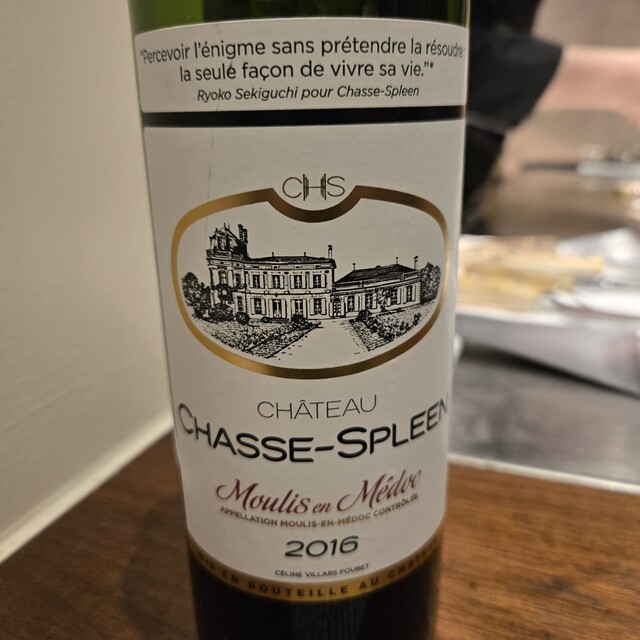 "Percevoir l'énigme sans prétendre la résoudre :
la seule façon de vivre sa vie."*
Ryoko Sekiguchi pour Chasse-Spleen
CHS
CHÂTEAU
CHASSE-SPLEEN
Moulis en Médoc
APPELLATION MOULIS-EN-MÉDOC CONTRÔLÉE
2016
CÉLINE VILLARS FOUBET
MIS EN BOUTEILLE AU CHÂTEAU